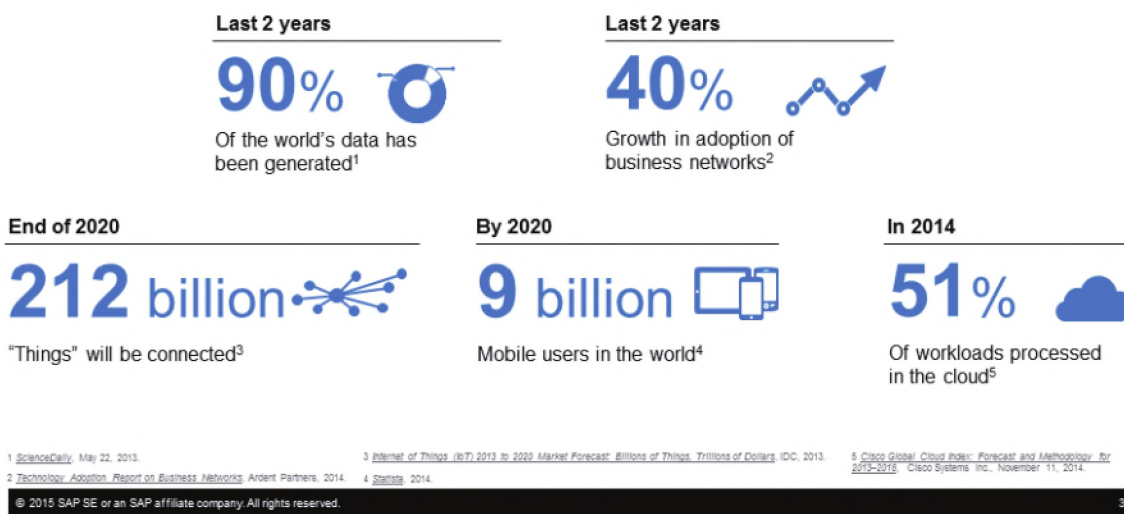 Last 2 years
90%
Of the world's data has
been generated1
Last 2 years
40%
Growth in adoption of
business networks2
End of 2020
212 billion
“Things” will be connected3
By 2020
9 billion
Mobile users in the world4
In 2014
51%
Of workloads processed
in the cloud5
1 ScienceDaily, May 22, 2013.
2 Technology Adoption Report on Business Networks, Ardent Partners, 2014.
3 Internet of Things (IoT) 2013 to 2020 Market Forecast: Billions of Things, Trillions of Dollars, IDC, 2013.
4 Statista, 2014.
5 Cisco Global Cloud Index: Forecast and Methodology for
2013–2018, Cisco Systems Inc., November 11, 2014.
© 2015 SAP SE or an SAP affiliate company. All rights reserved.
3